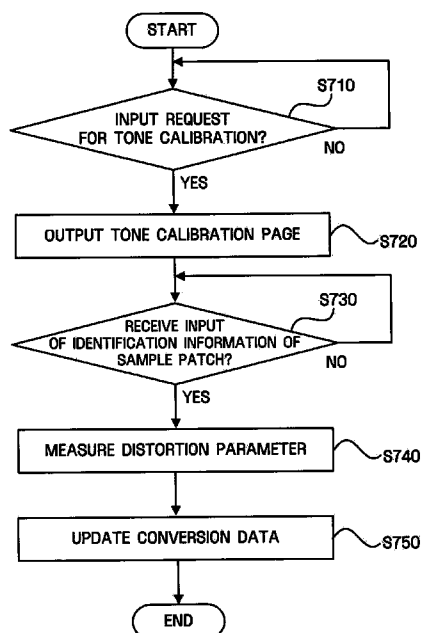 START
S710
INPUT REQUEST
FOR TONE CALIBRATION?
NO
YES
OUTPUT TONE CALIBRATION PAGE
S720
S730
RECEIVE INPUT
OF IDENTIFICATION INFORMATION OF
SAMPLE PATCH?
NO
YES
MEASURE DISTORTION PARAMETER
S740
UPDATE CONVERSION DATA
S750
END